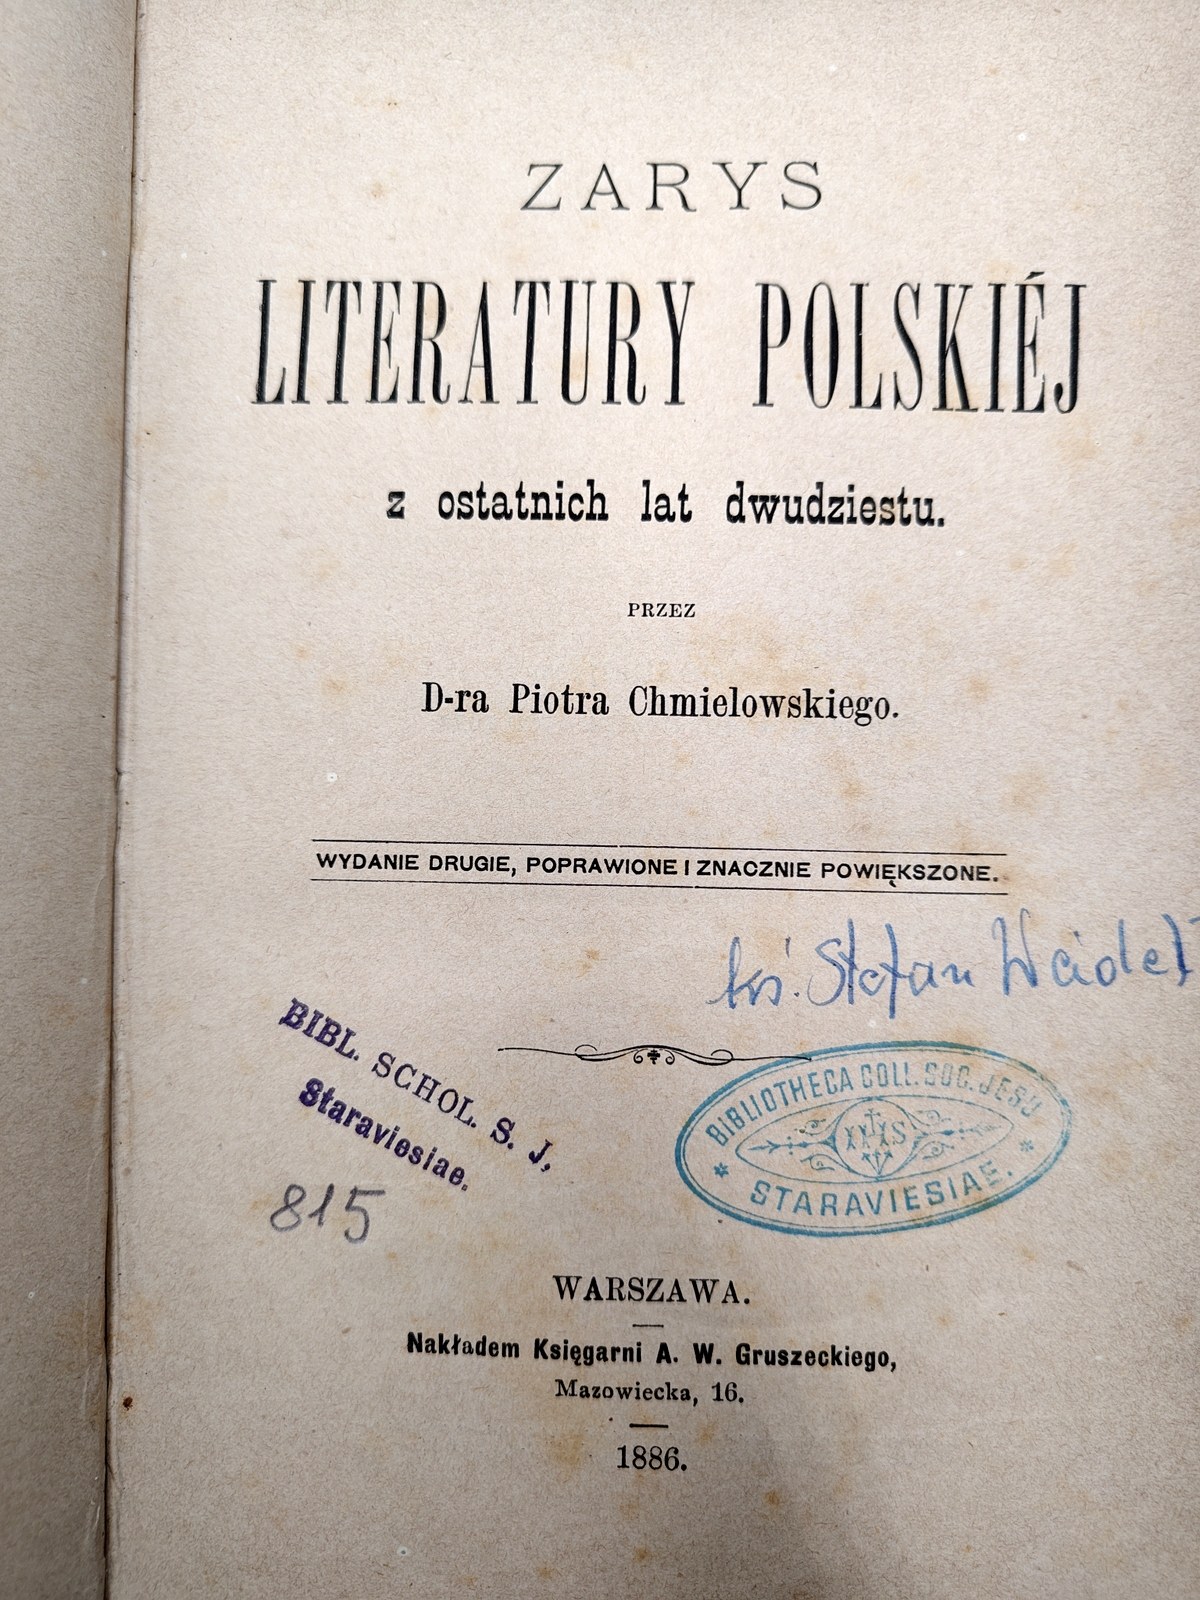 ZARYS
LITERATURY POLSKIÉJ
z ostatnich lat dwudziestu.
PRZEZ
D-ra Piotra Chmielowskiego.
WYDANIE DRUGIE, POPRAWIONE I ZNACZNIE POWIĘKSZONE.
ks. Stefan
BIBL. SCHOL. S. J,
Staraviesiae.
815
BIBLIOTHECA COLL. SOC. JESU
STARAVIESIAE.
WARSZAWA.
Nakładem Księgarni A. W. Gruszeckiego,
Mazowiecka, 16.
1886.